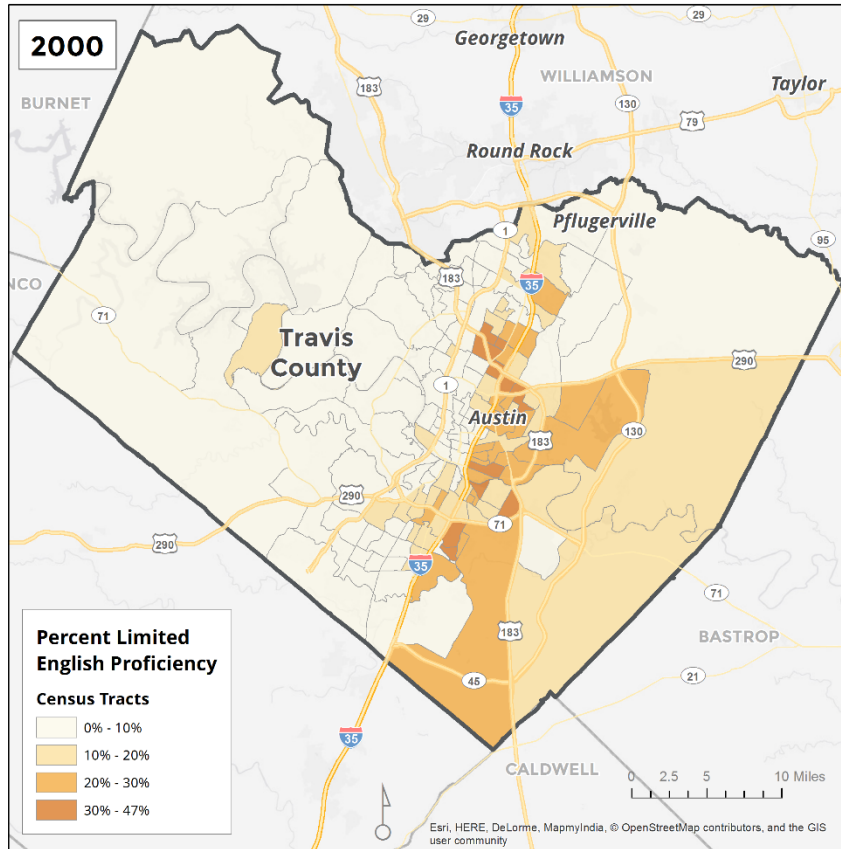 2000
29
29
Georgetown
WILLIAMSON
Taylor
183
BURNET
35
130
79
Round Rock
Pflugerville
1
95
NCO
183
35
71
Travis
County
290
1
Austin
183
130
290
71
290
35
71
Percent Limited
English Proficiency
Census Tracts
0% - 10%
10% - 20%
20% - 30%
30% - 47%
183
BASTROP
45
21
35
CALDWELL
0 2.5 5 10 Miles
Esri, HERE, DeLorme, MapmyIndia, © OpenStreetMap contributors, and the GIS
user community